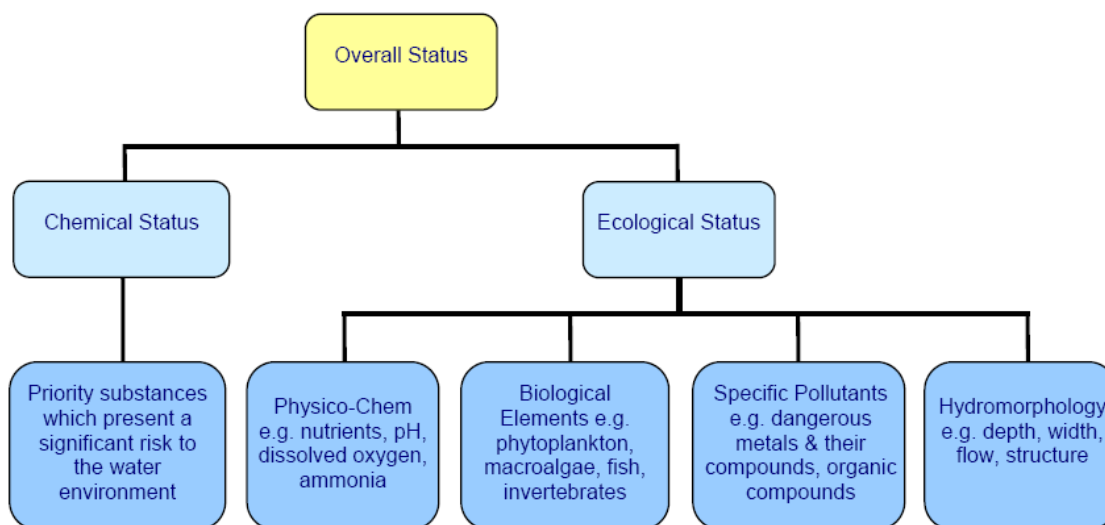 Overall Status
Chemical Status
Ecological Status
Priority substances
which present a
significant risk to
the water
environment
Physico-Chem
e.g. nutrients, pH,
dissolved oxygen,
ammonia
Biological
Elements e.g.
phytoplankton,
macroalgae, fish,
invertebrates
Specific Pollutants
e.g. dangerous
metals & their
compounds, organic
compounds
Hydromorphology
e.g. depth, width,
flow, structure